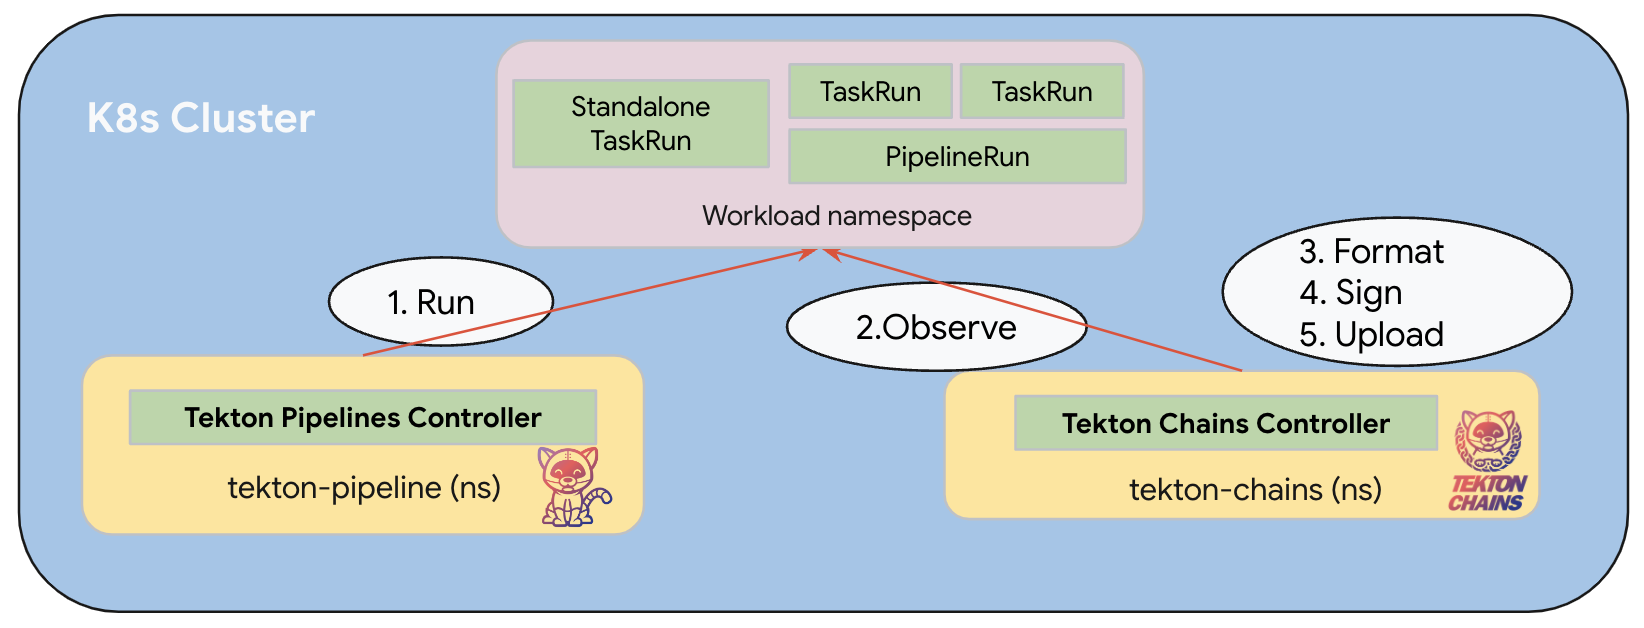 K8s Cluster
Standalone
TaskRun
TaskRun
TaskRun
PipelineRun
Workload namespace
1. Run
2.Observe
3. Format
4. Sign
5. Upload
Tekton Pipelines Controller
tekton-pipeline (ns)
Tekton Chains Controller
tekton-chains (ns)
TEKTON
CHAINS